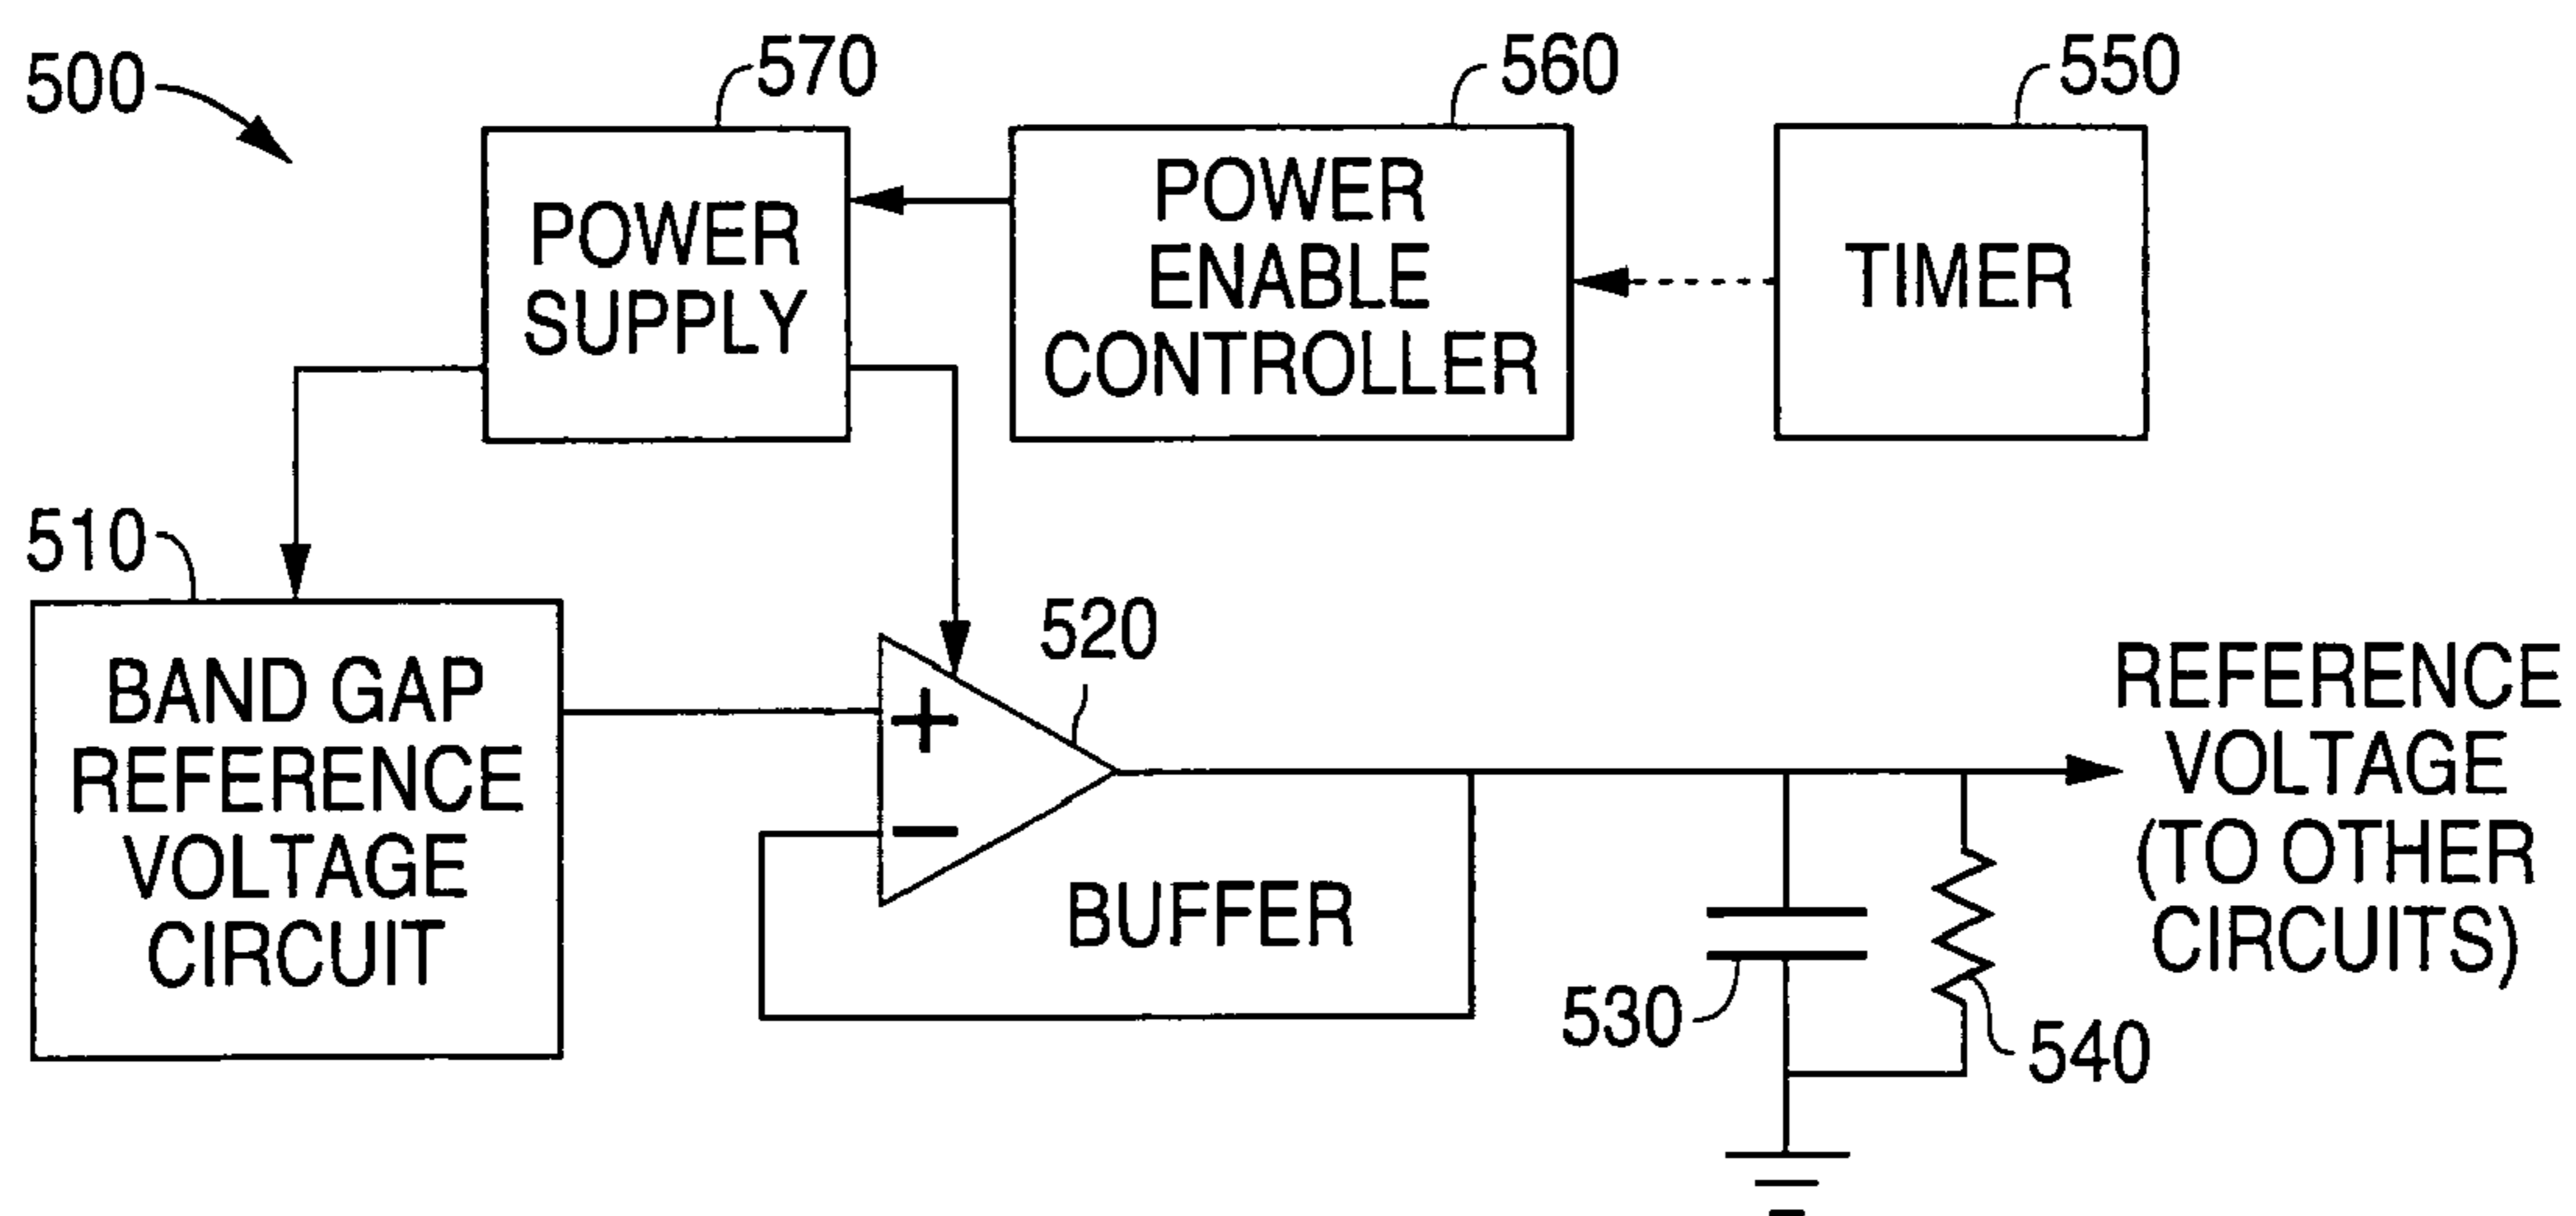 500
570
560
550
POWER
SUPPLY
POWER
ENABLE
CONTROLLER
TIMER
510
BAND GAP
REFERENCE
VOLTAGE
CIRCUIT
520
+
−
BUFFER
530
540
REFERENCE
VOLTAGE
(TO OTHER
CIRCUITS)